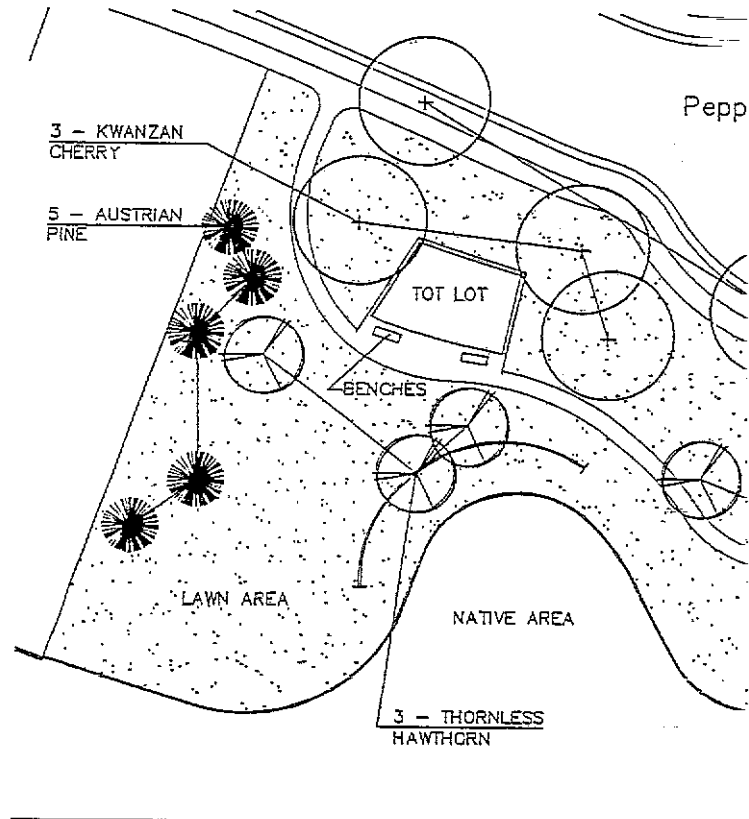 Pepp
3 - KWANZAN
CHERRY
5 - AUSTRIAN
PINE
TOT LOT
BENCHES
LAWN AREA
NATIVE AREA
3 - THORNLESS
HAWTHORN